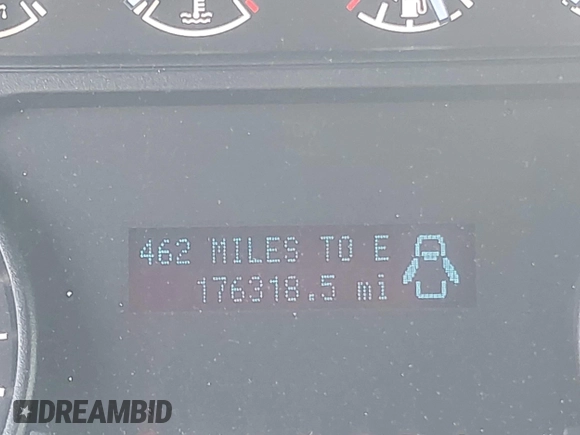 462 MILES TO E
176318.5 mi
DREAMBID